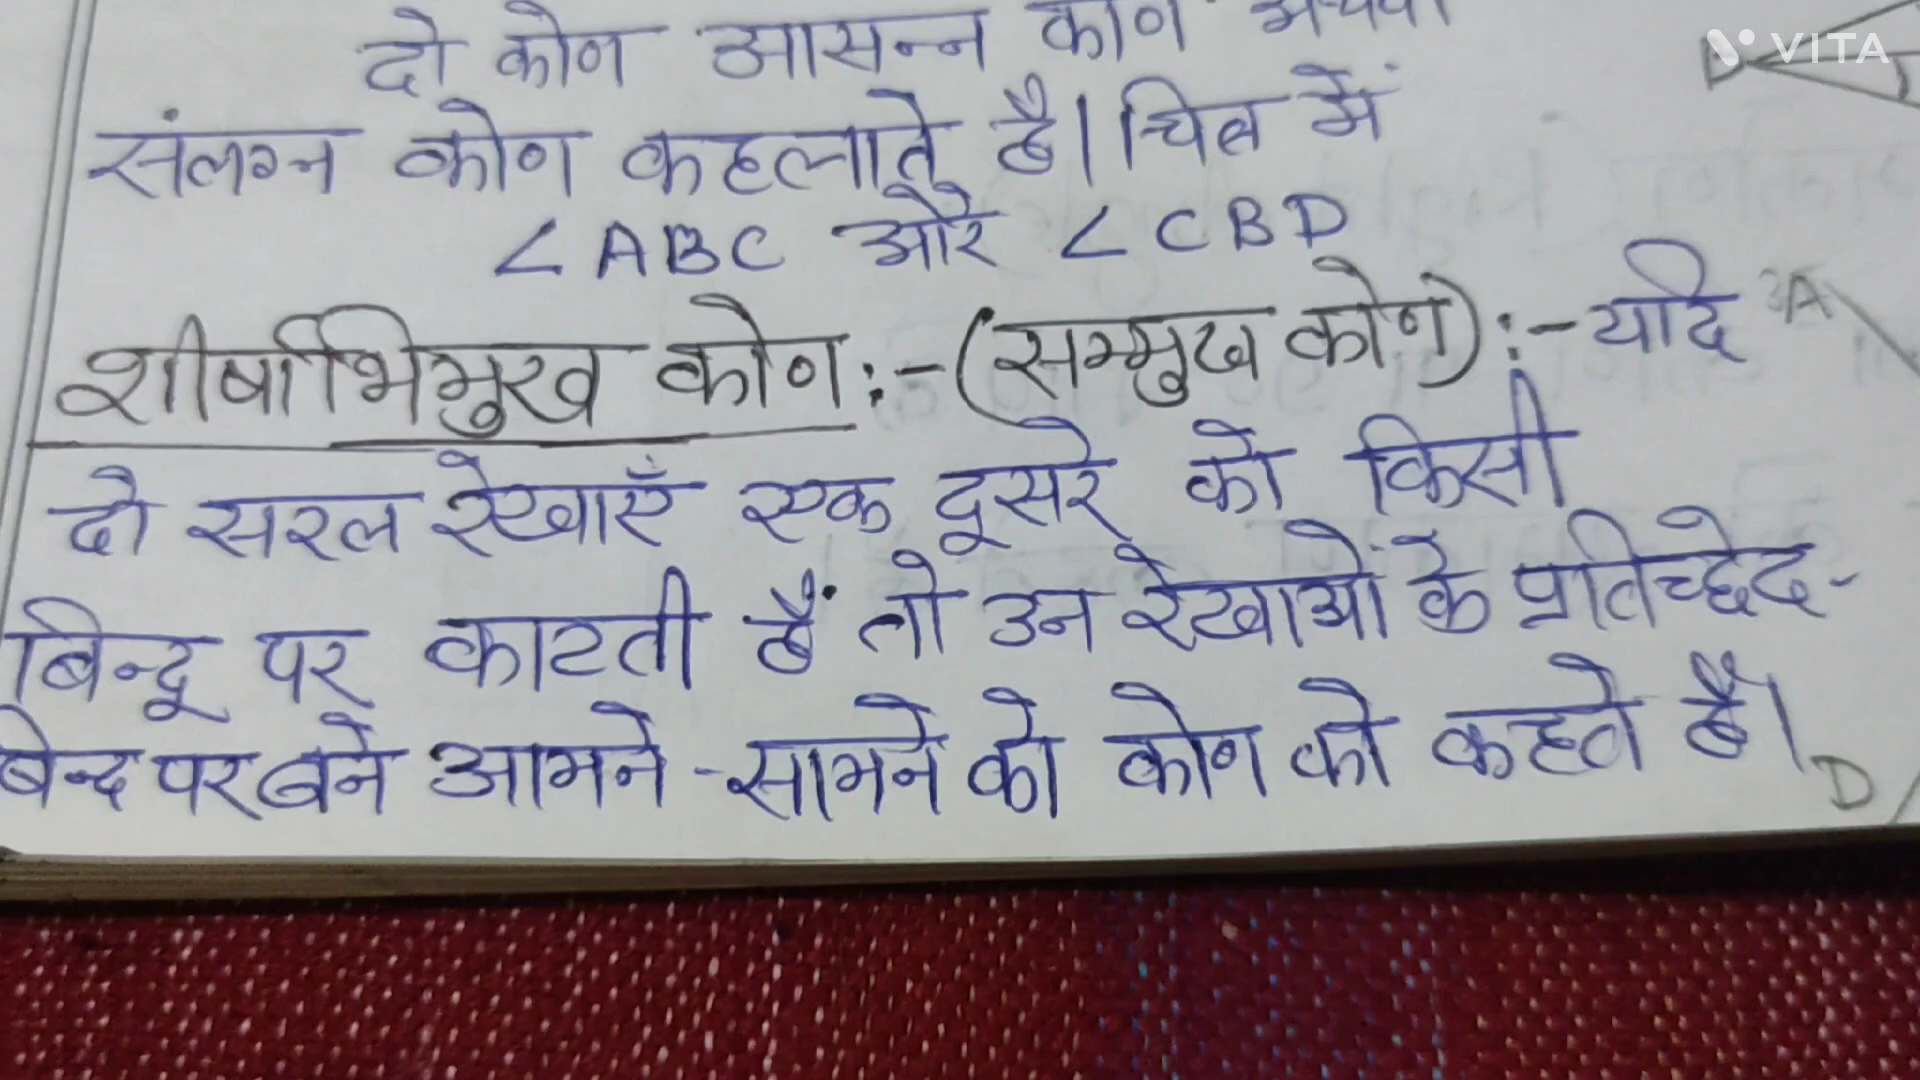 दो कोण आसन्न कोण अथवा
VITA
संलग्न कोण कहलाते है। चित्र में
∠ABC और ∠CBD
शीर्षाभिमुख कोण:-(सम्मुख कोण):- यदि
A
दो सरल रेखाएँ एक दूसरे को किसी
बिन्दू पर काटती हैं तो उन रेखाओं के प्रतिच्छेद-
बिन्द पर बने आमने-सामने को कोण को कहते है।
D